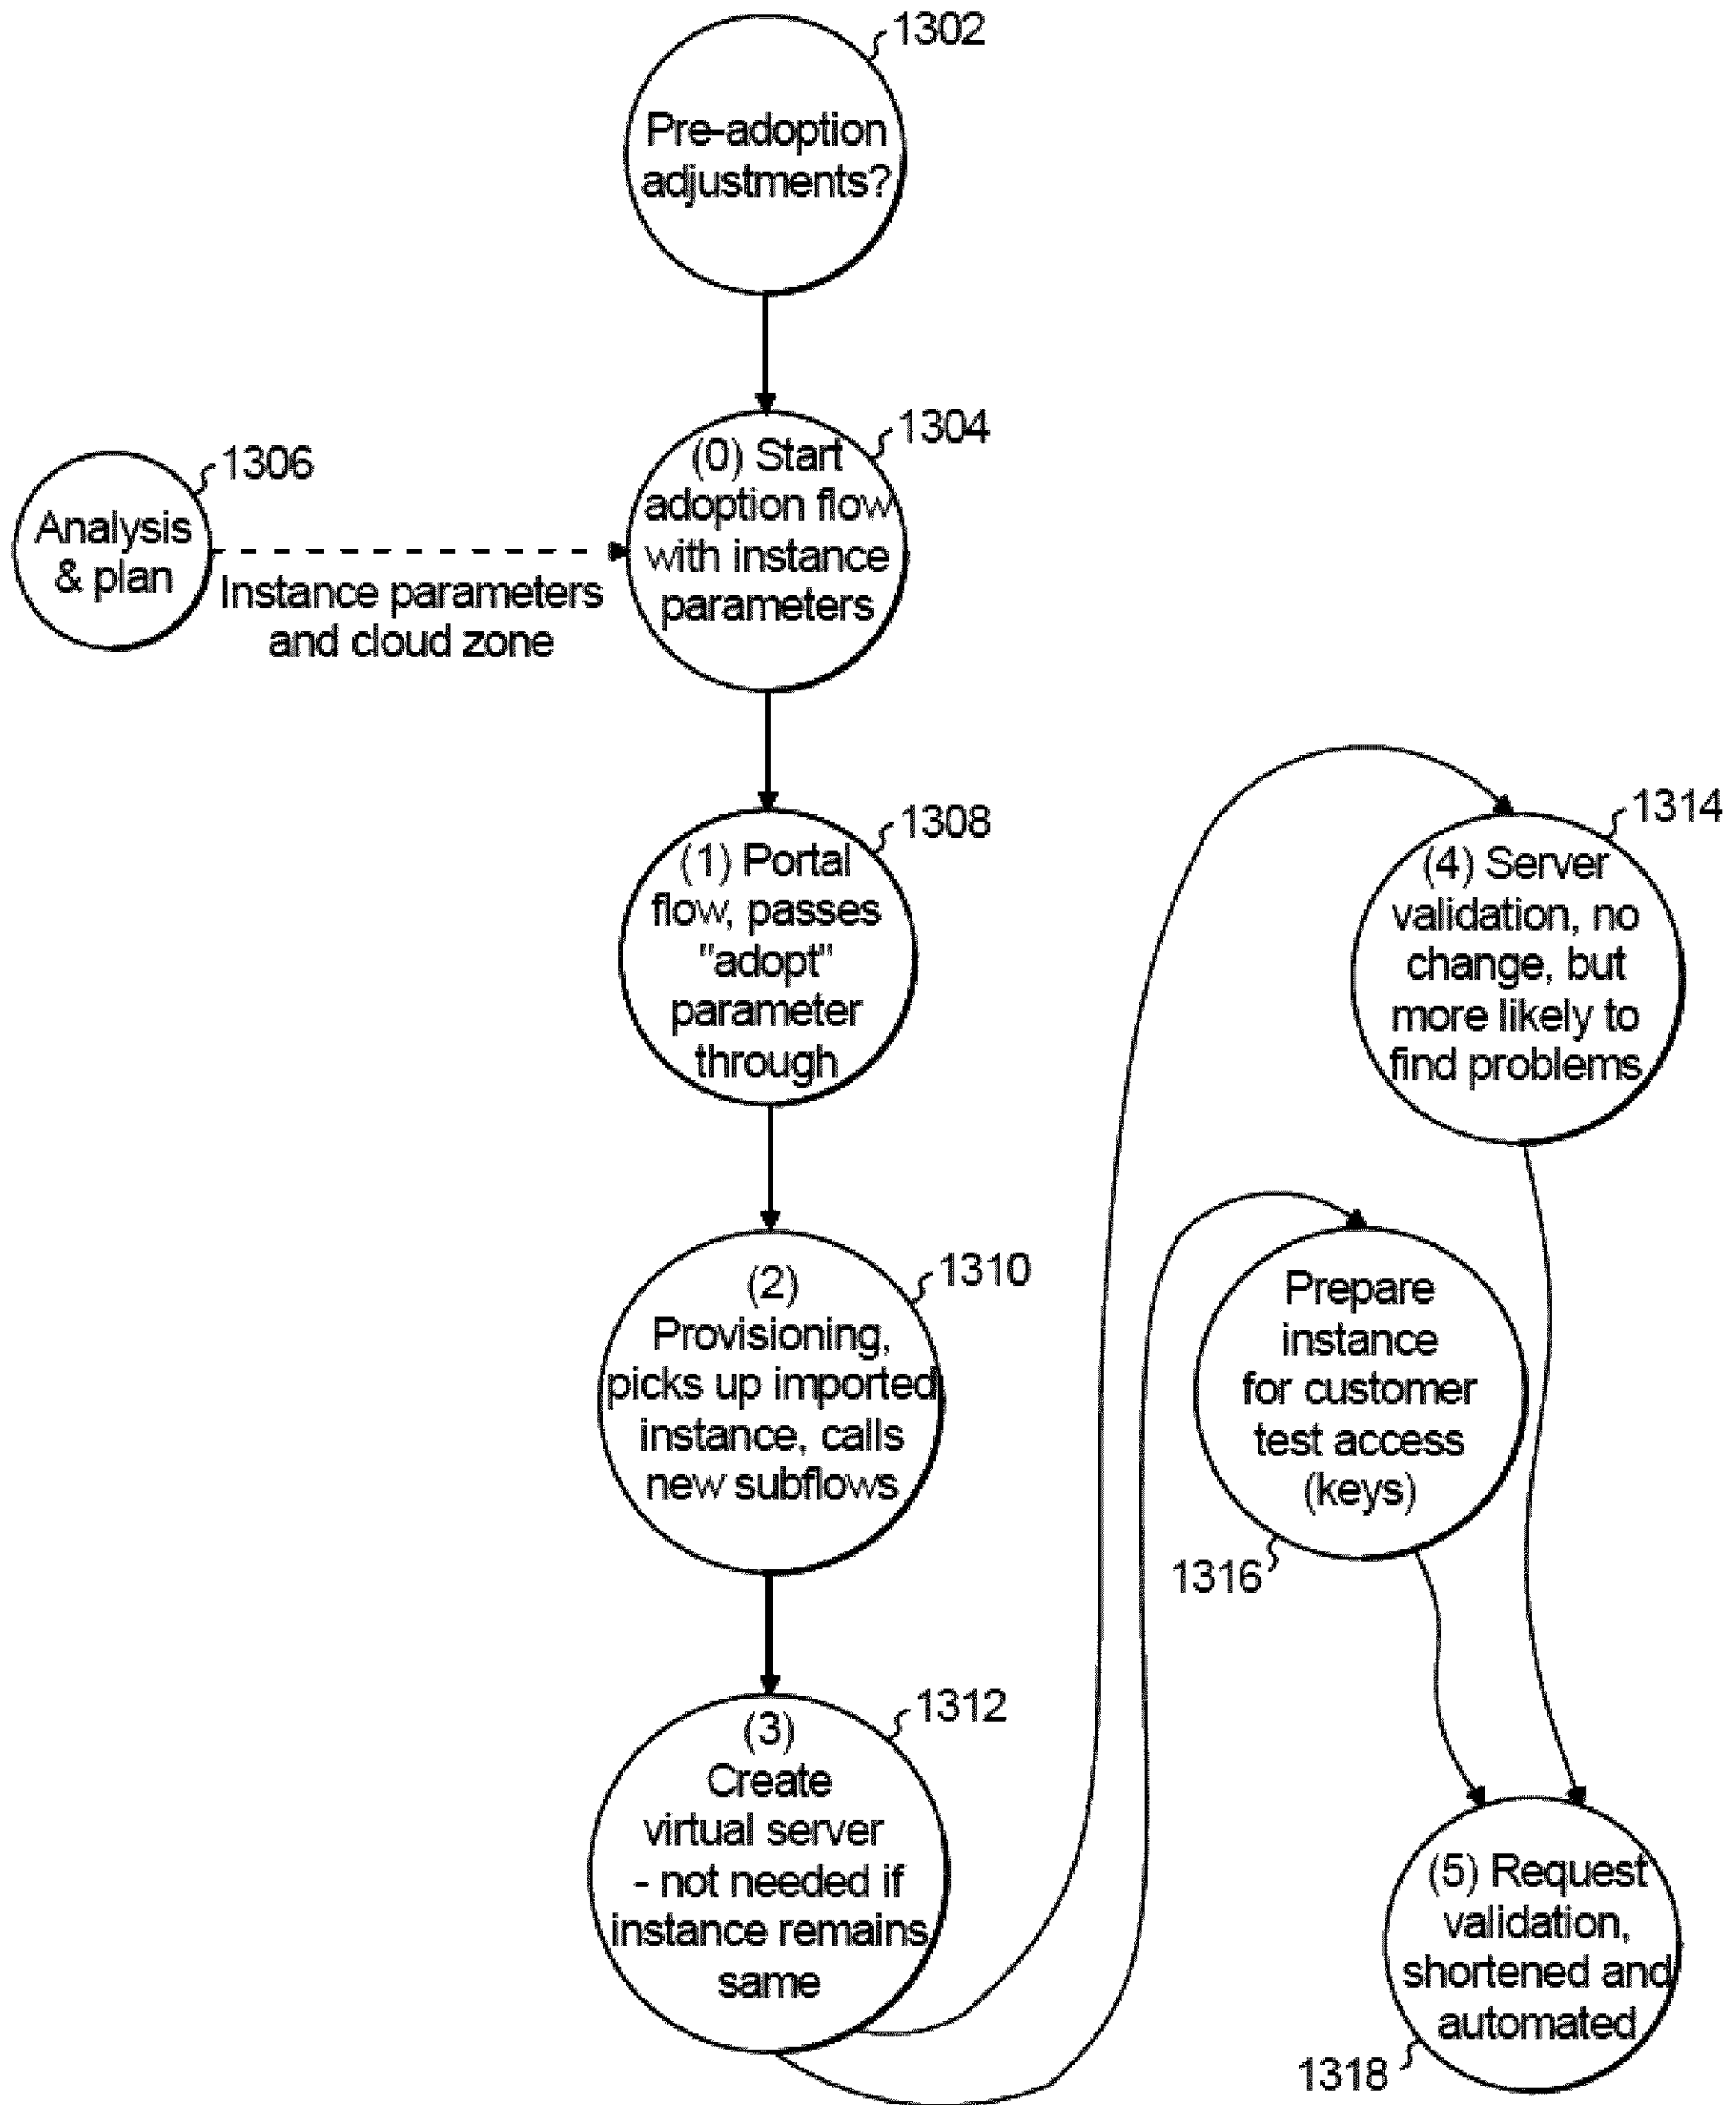 1302
Pre-adoption
adjustments?
1304
(0) Start
adoption flow
with instance
parameters
1306
Analysis
& plan
Instance parameters
and cloud zone
1308
(1) Portal
flow, passes
"adopt"
parameter
through
1310
(2)
Provisioning,
picks up imported
instance, calls
new subflows
1312
(3)
Create
virtual server
- not needed if
instance remains
same
1314
(4) Server
validation, no
change, but
more likely to
find problems
Prepare
instance
for customer
test access
(keys)
1316
(5) Request
validation,
shortened and
automated
1318